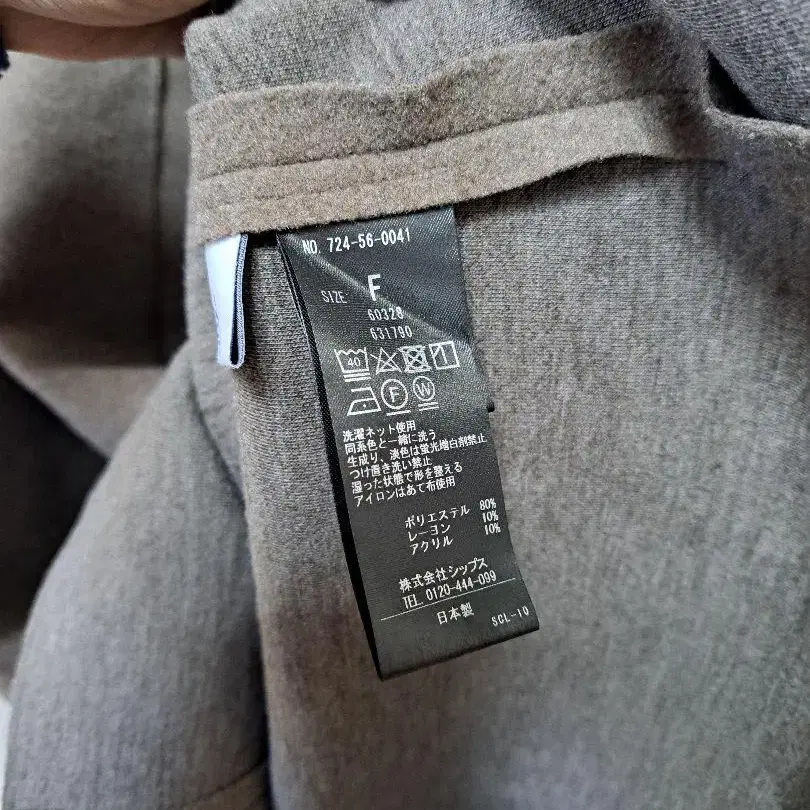 NO. 724-56-0041
SIZE F
60328
631790
40
F W
洗濯ネット使用
同系色と一緒に洗う
生成り、淡色は蛍光増白剤禁止
つけ置き洗い禁止
湿った状態で形を整える
アイロンはあて布使用
ポリエステル 80%
レーヨン 10%
アクリル 10%
株式会社シップス
TEL. 0120-444-099
日本製 SCL-10